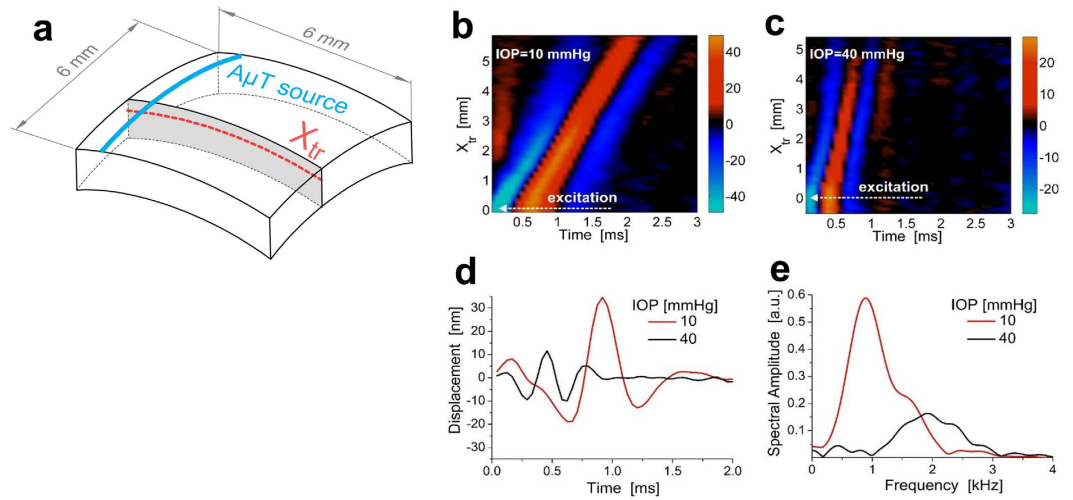 a
6 mm
6 mm
AµT source
Xtr
b
IOP=10 mmHg
excitation
Xtr [mm]
5
4
3
2
1
0
0.5
1
1.5
2
2.5
3
Time [ms]
40
20
0
-20
-40
c
IOP=40 mmHg
excitation
Xtr [mm]
5
4
3
2
1
0
0.5
1
1.5
2
2.5
3
Time [ms]
20
10
0
-10
-20
d
IOP [mmHg]
10
40
Displacement [nm]
30
20
10
0
-10
-20
-30
0.0
0.5
1.0
1.5
2.0
Time [ms]
e
IOP [mmHg]
10
40
Spectral Amplitude [a.u.]
0.6
0.5
0.4
0.3
0.2
0.1
0
1
2
3
4
Frequency [kHz]